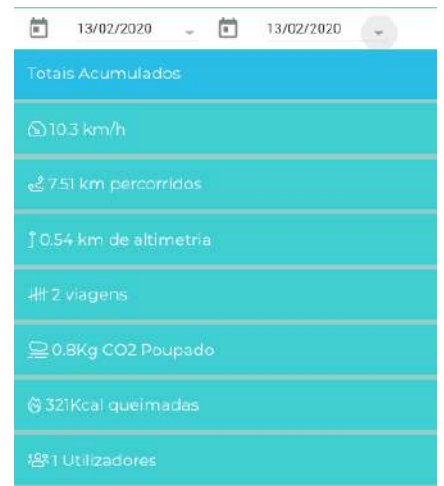 13/02/2020 13/02/2020
Totais Acumulados
10.3 km/h
7.51 km percorridos
0.54 km de altimetria
2 viagens
0.8Kg CO2 Poupado
321Kcal queimadas
1 Utilizadores